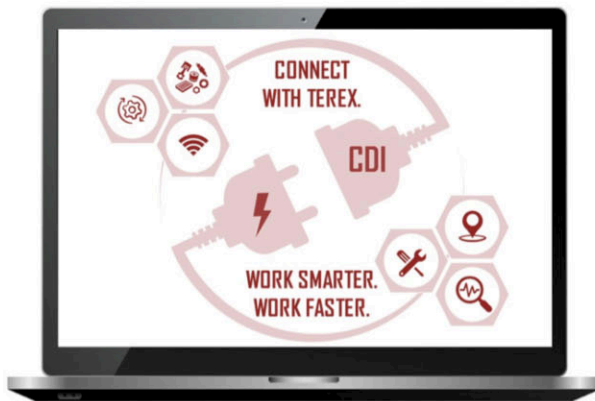 CONNECT
WITH TEREX.
CDI
WORK SMARTER.
WORK FASTER.